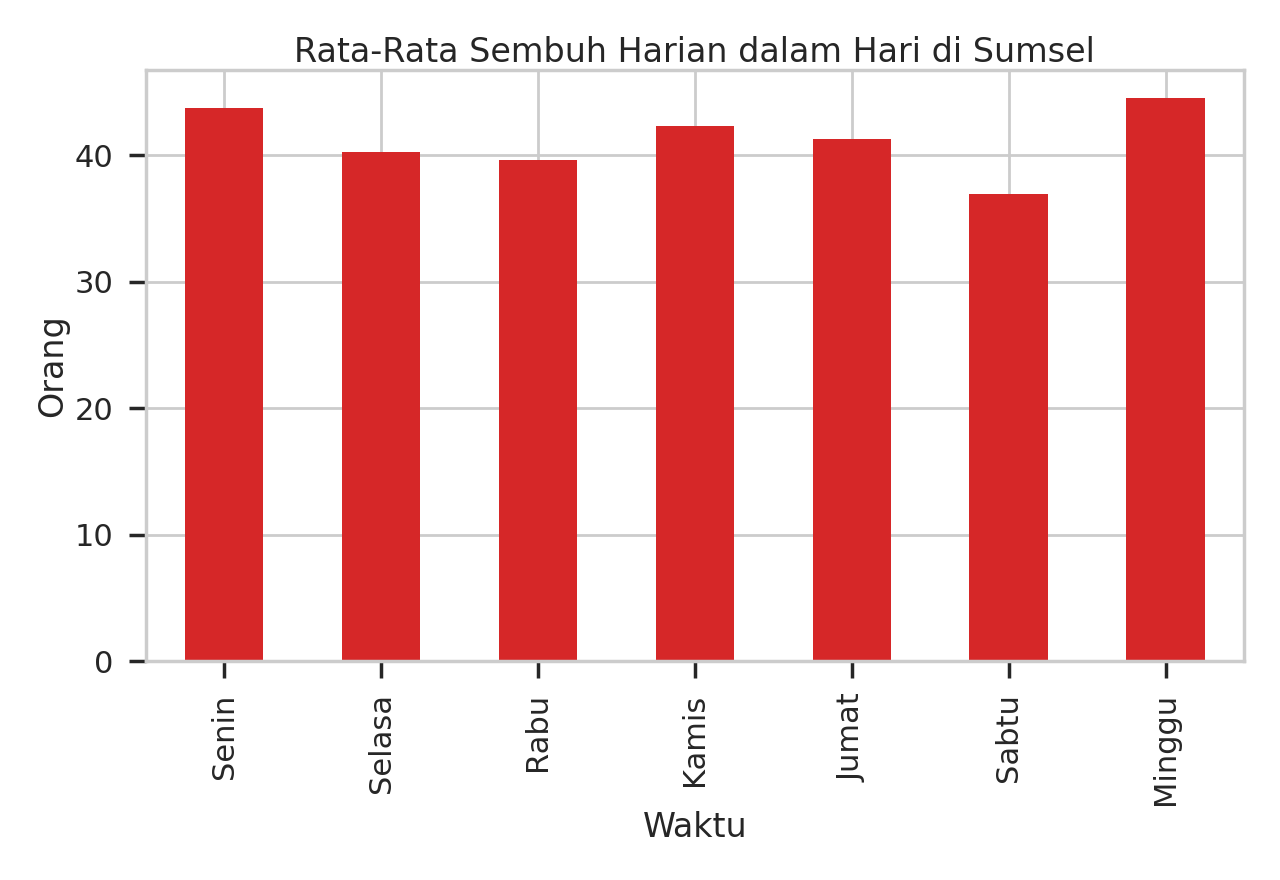 Rata-Rata Sembuh Harian dalam Hari di Sumsel
Orang
40
30
20
10
0
Senin
Selasa
Rabu
Kamis
Jumat
Sabtu
Minggu
Waktu